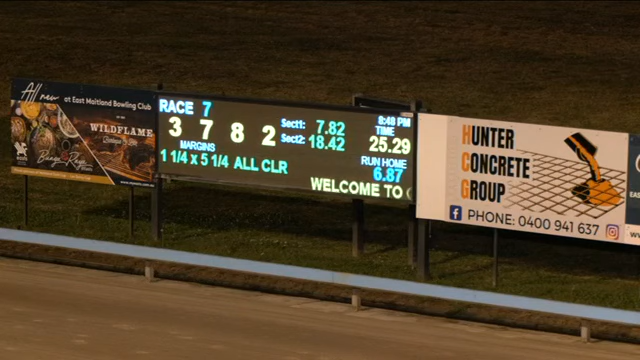 All new
at East Maitland Bowling Club
WILDFLAME
RACE 7
8:48 PM
3 7 8 2
Sect1: 7.82
Sect2: 18.42
TIME
25.29
MARGINS
1 1/4 x 5 1/4 ALL CLR
RUN HOME
6.87
WELCOME TO
HUNTER
CONCRETE
GROUP
PHONE: 0400 941 637